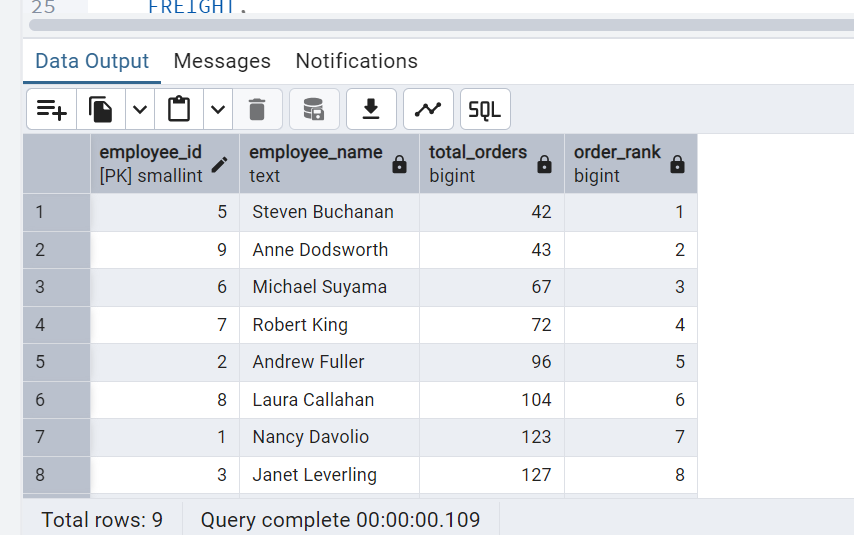 25 FREIGHT,
Data Output Messages Notifications
SQL
employee_id employee_name total_orders order_rank
[PK] smallint text bigint bigint
1 5 Steven Buchanan 42 1
2 9 Anne Dodsworth 43 2
3 6 Michael Suyama 67 3
4 7 Robert King 72 4
5 2 Andrew Fuller 96 5
6 8 Laura Callahan 104 6
7 1 Nancy Davolio 123 7
8 3 Janet Leverling 127 8
Total rows: 9 Query complete 00:00:00.109